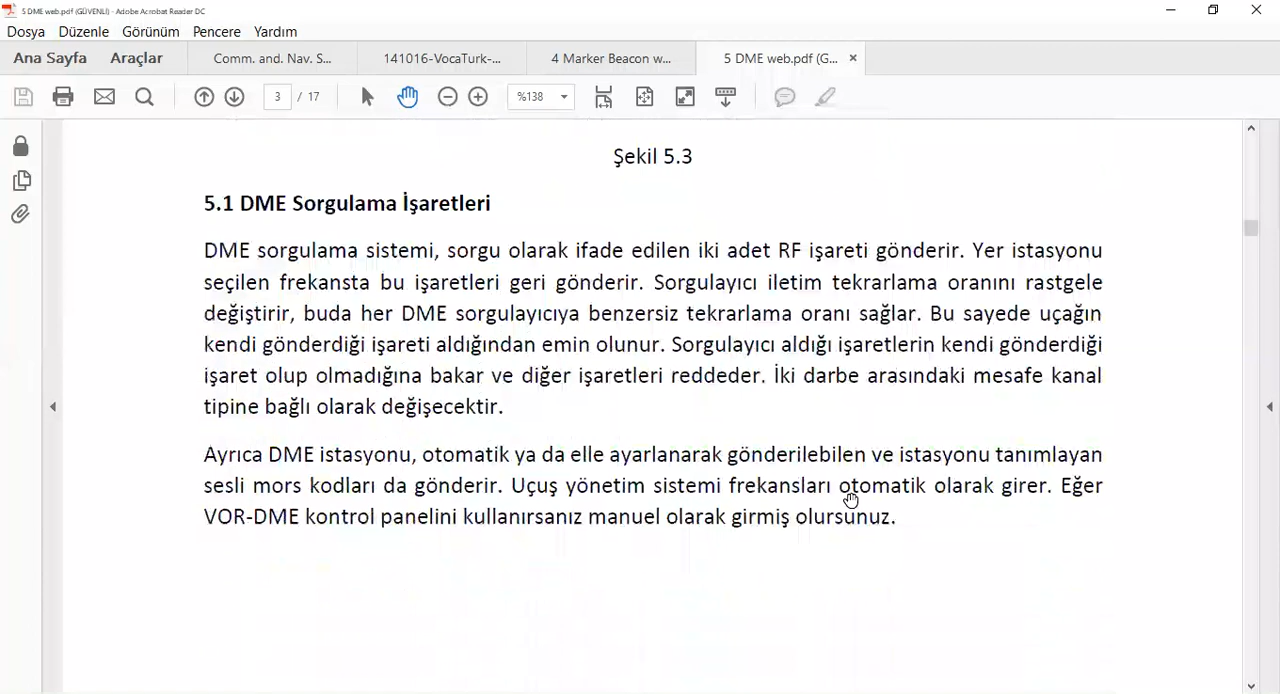 5 DME web.pdf (GÜVENLİ) - Adobe Acrobat Reader DC
Dosya Düzenle Görünüm Pencere Yardım
Ana Sayfa Araçlar Comm. and. Nav. S... 141016-VocaTurk-... 4 Marker Beacon w... 5 DME web.pdf (G... ×
3 / 17 %138
Şekil 5.3
5.1 DME Sorgulama İşaretleri
DME sorgulama sistemi, sorgu olarak ifade edilen iki adet RF işareti gönderir. Yer istasyonu
seçilen frekansta bu işaretleri geri gönderir. Sorgulayıcı iletim tekrarlama oranını rastgele
değiştirir, buda her DME sorgulayıcıya benzersiz tekrarlama oranı sağlar. Bu sayede uçağın
kendi gönderdiği işareti aldığından emin olunur. Sorgulayıcı aldığı işaretlerin kendi gönderdiği
işaret olup olmadığına bakar ve diğer işaretleri reddeder. İki darbe arasındaki mesafe kanal
tipine bağlı olarak değişecektir.
Ayrıca DME istasyonu, otomatik ya da elle ayarlanarak gönderilebilen ve istasyonu tanımlayan
sesli mors kodları da gönderir. Uçuş yönetim sistemi frekansları otomatik olarak girer. Eğer
VOR-DME kontrol panelini kullanırsanız manuel olarak girmiş olursunuz.